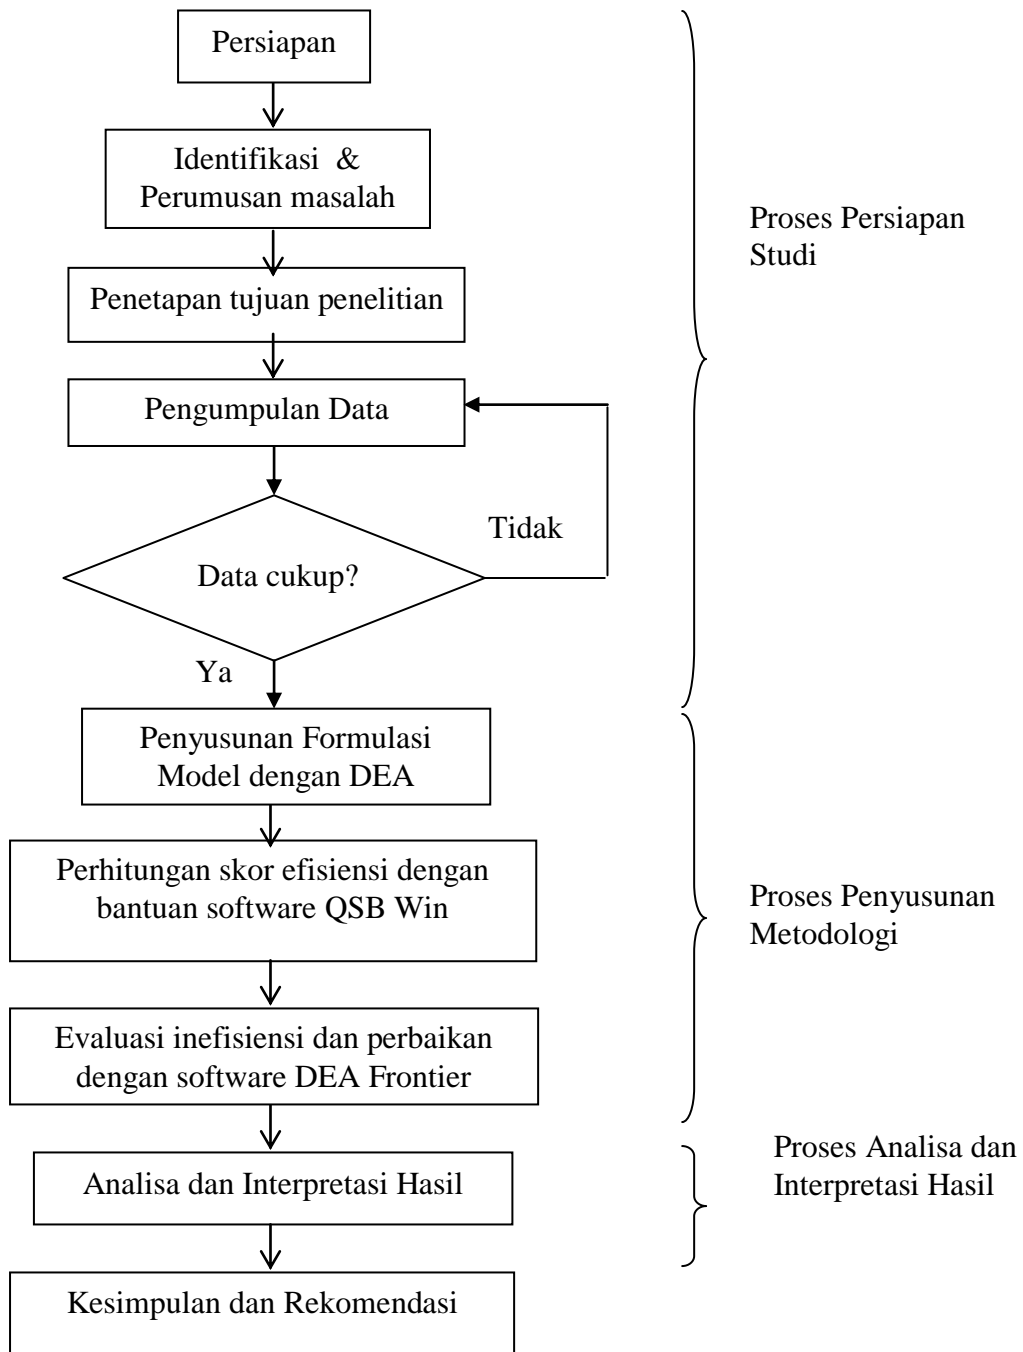 Persiapan
Identifikasi &
Perumusan masalah
Proses Persiapan
Studi
Penetapan tujuan penelitian
Pengumpulan Data
Tidak
Data cukup?
Ya
Penyusunan Formulasi
Model dengan DEA
Perhitungan skor efisiensi dengan
bantuan software QSB Win
Proses Penyusunan
Metodologi
Evaluasi inefisiensi dan perbaikan
dengan software DEA Frontier
Proses Analisa dan
Interpretasi Hasil
Analisa dan Interpretasi Hasil
Kesimpulan dan Rekomendasi